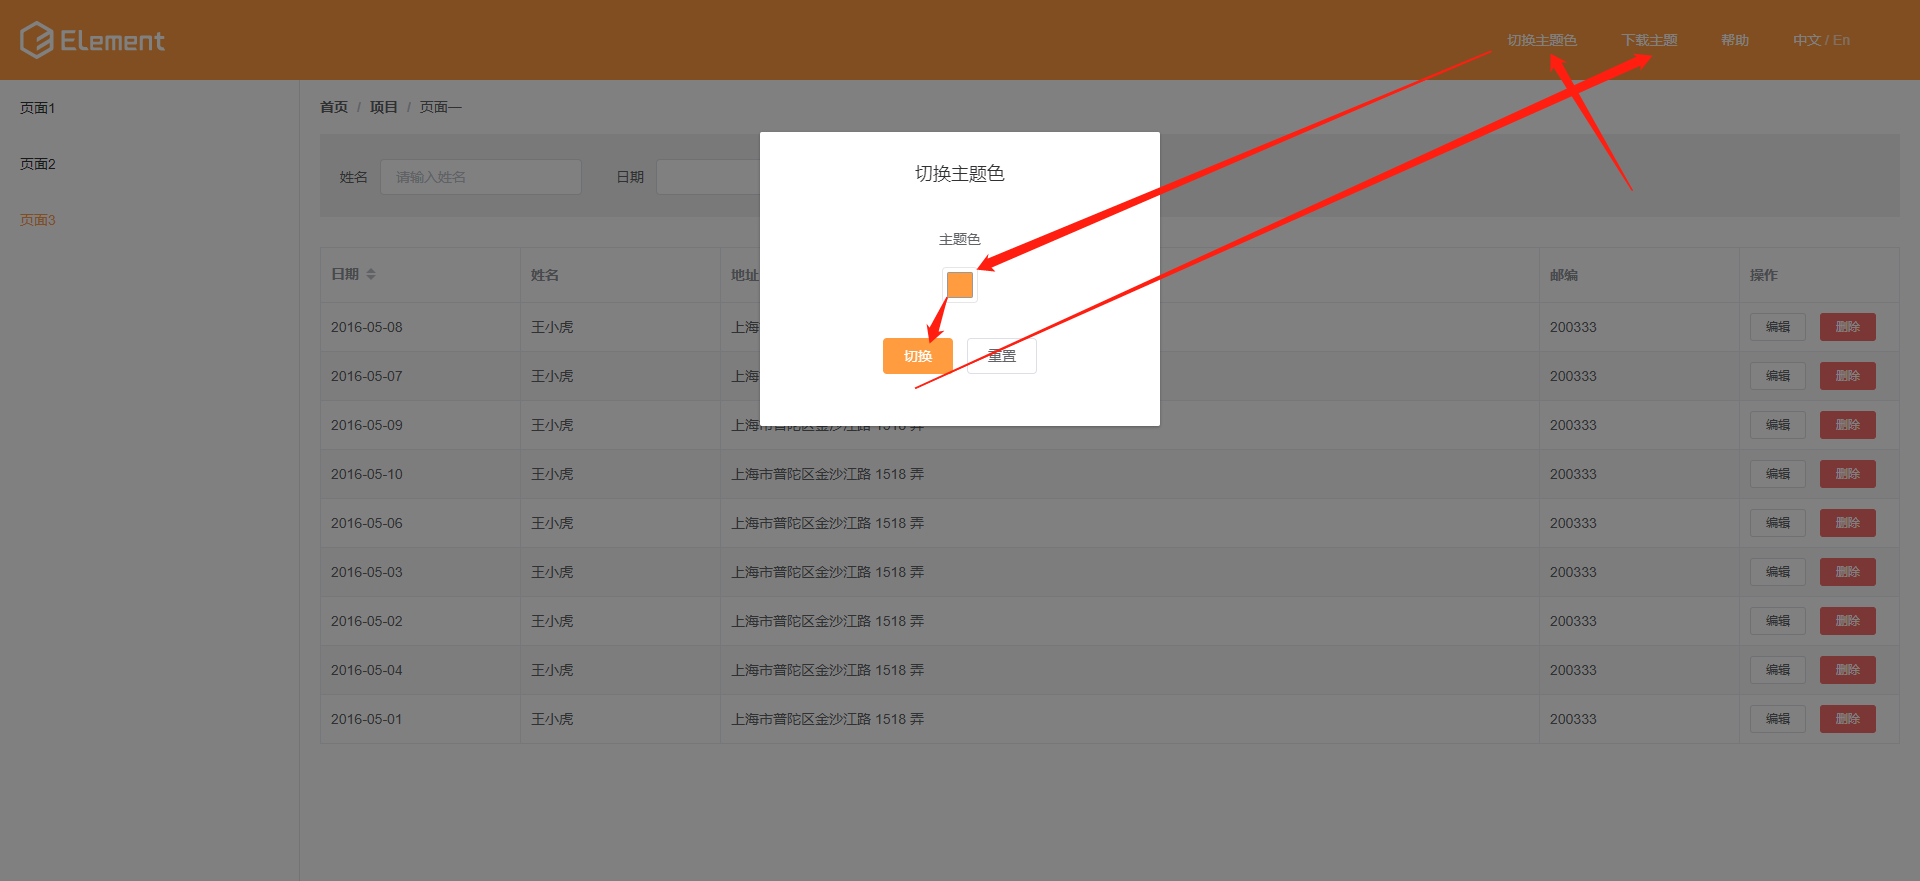 ELement
切换主题色 下载主题 帮助 中文 / En
页面1
页面2
页面3
首页 / 项目 / 页面一
姓名 请输入姓名 日期
切换主题色
主题色
切换 重置
日期 姓名 地址 邮编 操作
2016-05-08 王小虎 上海 200333 编辑 删除
2016-05-07 王小虎 上海 200333 编辑 删除
2016-05-09 王小虎 上海市普陀区金沙江路 1518 弄 200333 编辑 删除
2016-05-10 王小虎 上海市普陀区金沙江路 1518 弄 200333 编辑 删除
2016-05-06 王小虎 上海市普陀区金沙江路 1518 弄 200333 编辑 删除
2016-05-03 王小虎 上海市普陀区金沙江路 1518 弄 200333 编辑 删除
2016-05-02 王小虎 上海市普陀区金沙江路 1518 弄 200333 编辑 删除
2016-05-04 王小虎 上海市普陀区金沙江路 1518 弄 200333 编辑 删除
2016-05-01 王小虎 上海市普陀区金沙江路 1518 弄 200333 编辑 删除